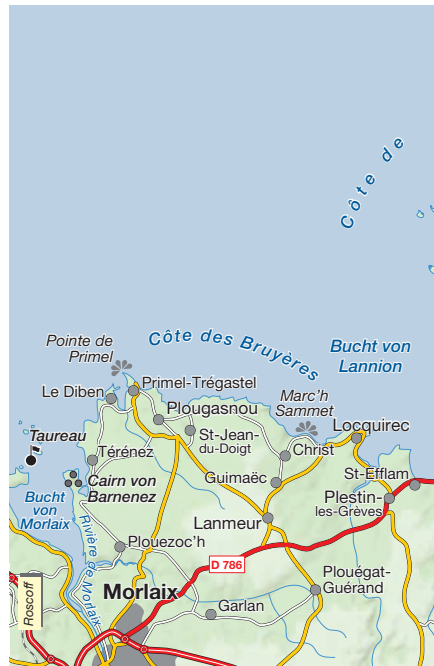 Côte de
Côte des Bruyères
Bucht von
Lannion
Pointe de
Primel
Primel-Trégastel
Le Diben
Plougasnou
Marc'h
Sammet
Locquirec
St-Jean-
du-Doigt
Taureau
Térénez
Christ
Guimaëc
St-Efflam
Cairn von
Barnenez
Plestin-
les-Grèves
Bucht
von
Morlaix
Lanmeur
Rivière de Morlaix
Plouezoc'h
D 786
Plouégat-
Guérand
Roscoff
Morlaix
Garlan